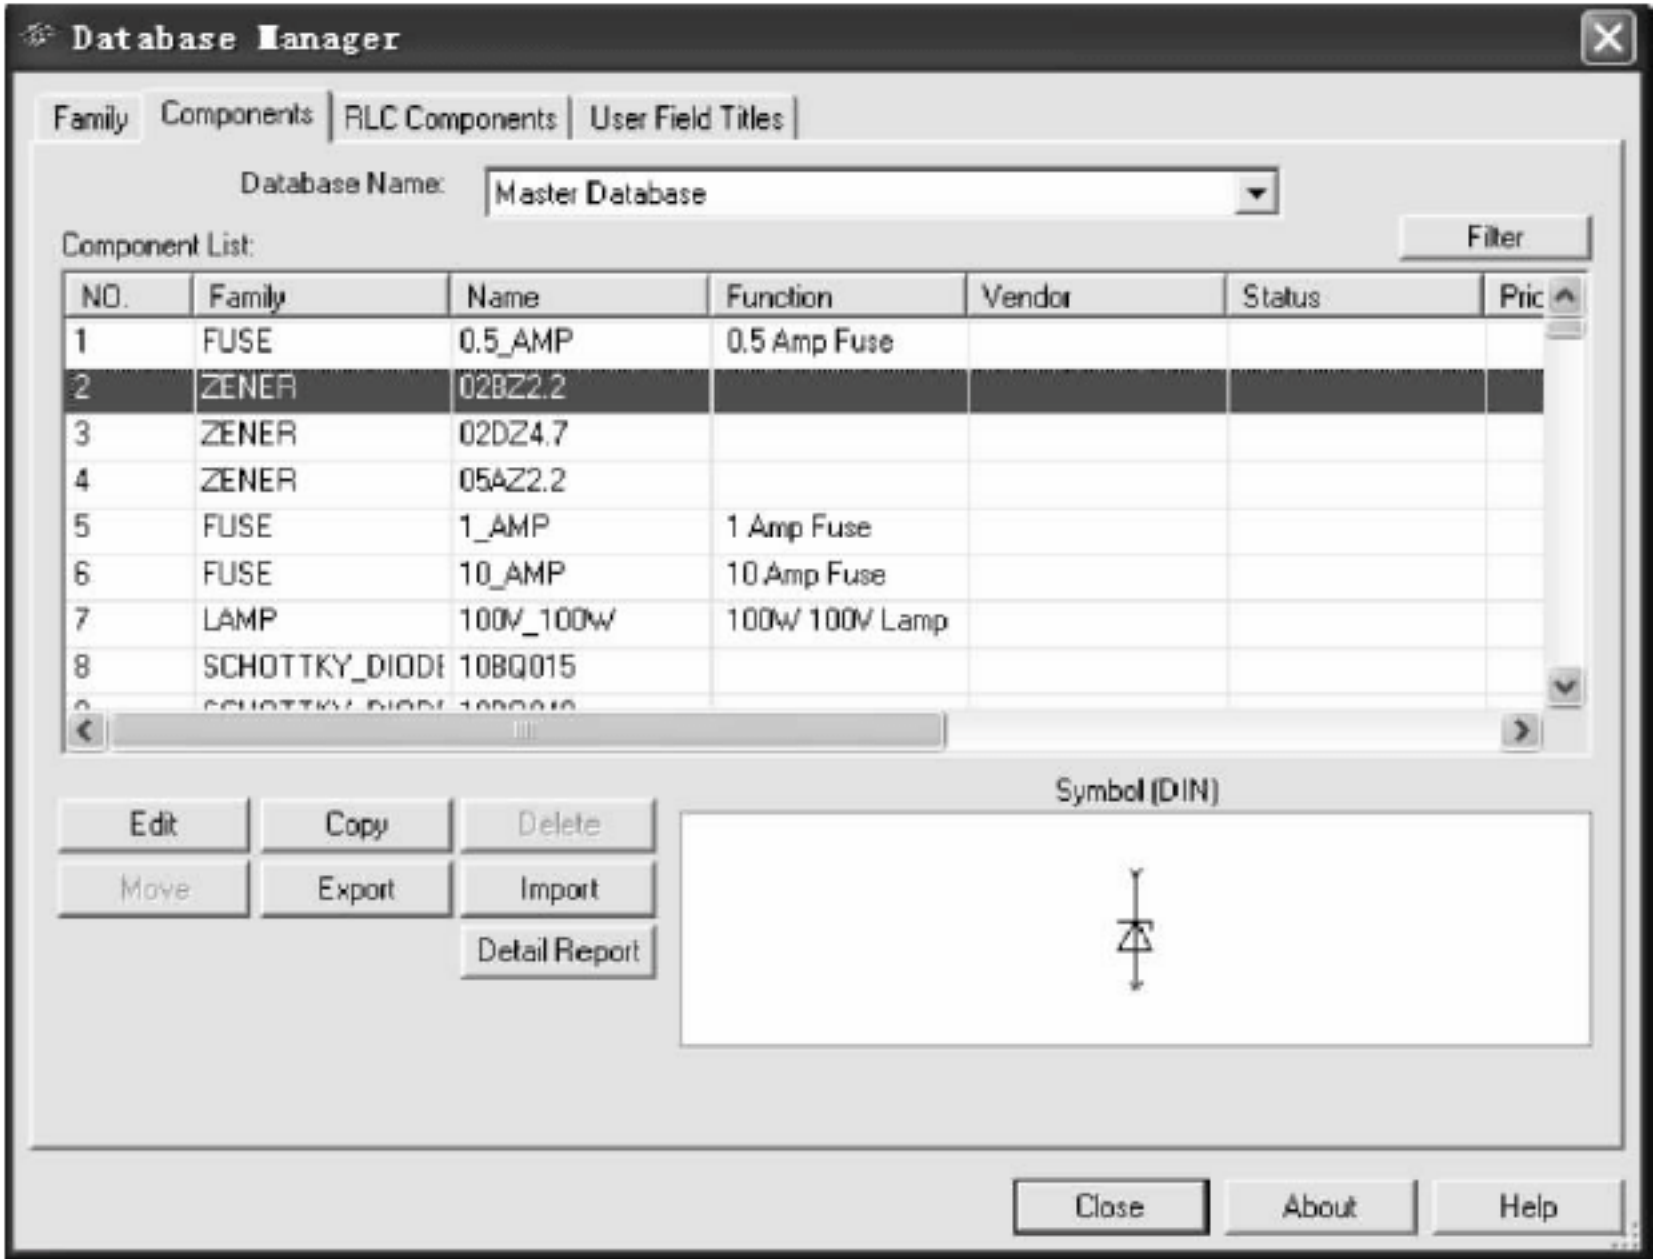 Database Manager
Family Components RLC Components User Field Titles
Database Name: Master Database
Filter
Component List:
NO. Family Name Function Vendor Status Pric
1 FUSE 0.5_AMP 0.5 Amp Fuse
2 ZENER 02BZ2.2
3 ZENER 02DZ4.7
4 ZENER 05AZ2.2
5 FUSE 1_AMP 1 Amp Fuse
6 FUSE 10_AMP 10 Amp Fuse
7 LAMP 100V_100W 100W 100V Lamp
8 SCHOTTKY_DIODE 10BQ015
Symbol (DIN)
Edit Copy Delete
Move Export Import
Detail Report
Close About Help